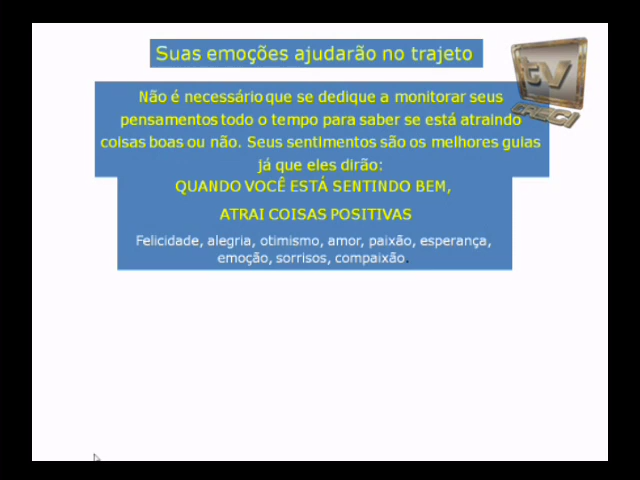 Suas emoções ajudarão no trajeto
tv
CRECI
Não é necessário que se dedique a monitorar seus
pensamentos todo o tempo para saber se está atraindo
coisas boas ou não. Seus sentimentos são os melhores guias
já que eles dirão:
QUANDO VOCÊ ESTÁ SENTINDO BEM,
ATRAI COISAS POSITIVAS
Felicidade, alegria, otimismo, amor, paixão, esperança,
emoção, sorrisos, compaixão.